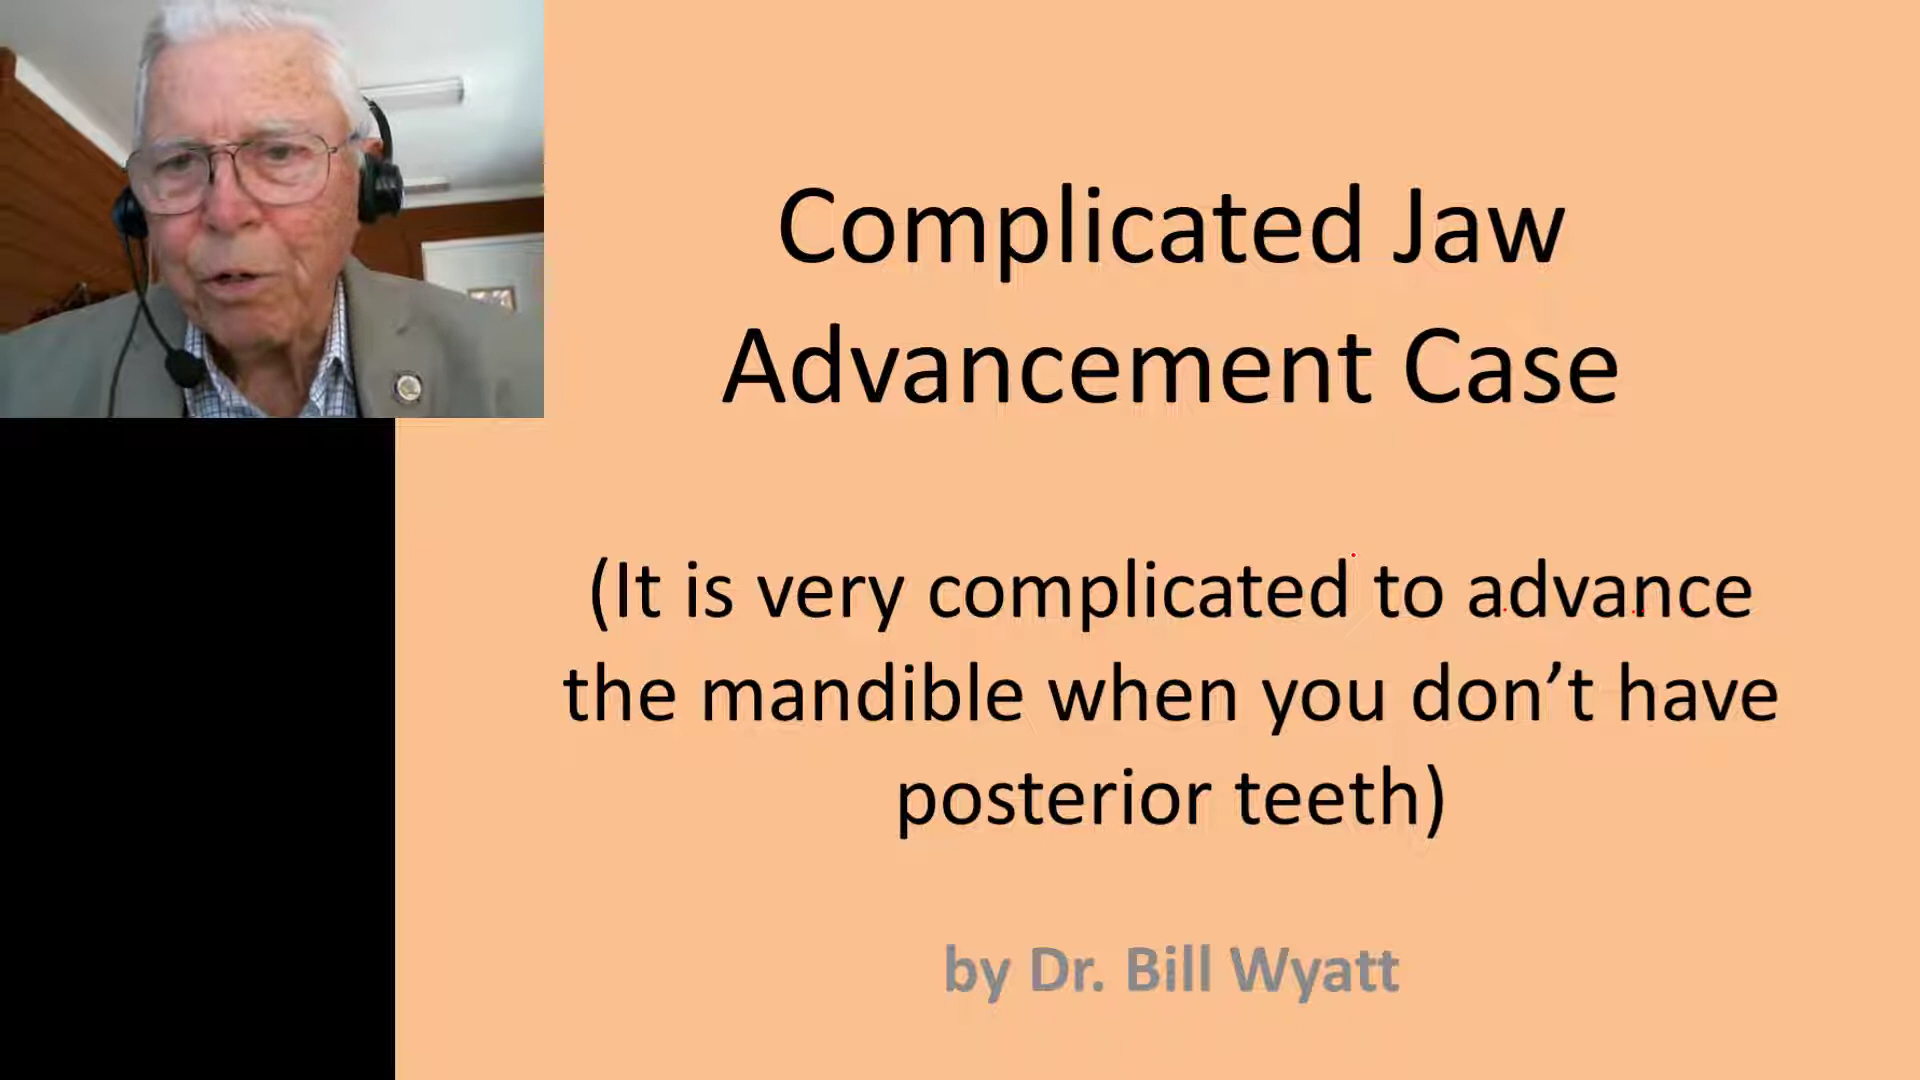 Complicated Jaw
Advancement Case
(It is very complicated to advance
the mandible when you don’t have
posterior teeth)
by Dr. Bill Wyatt